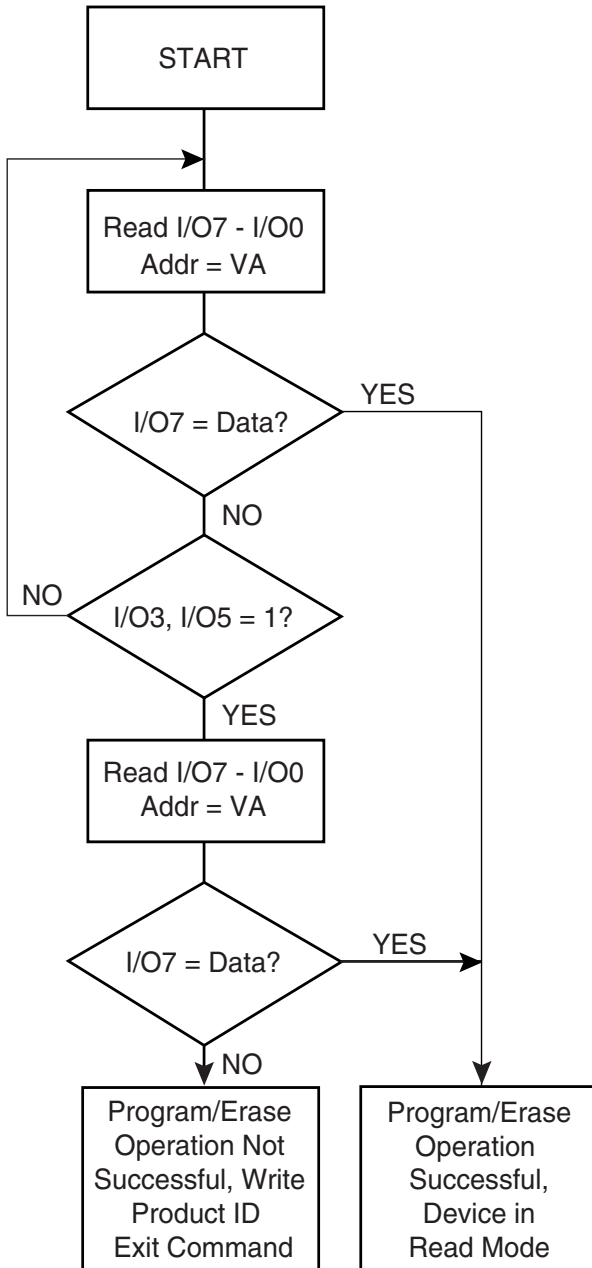 START
Read I/O7 - I/O0
Addr = VA
I/O7 = Data?
YES
NO
NO
I/O3, I/O5 = 1?
YES
Read I/O7 - I/O0
Addr = VA
I/O7 = Data?
YES
NO
Program/Erase
Operation Not
Successful, Write
Product ID
Exit Command
Program/Erase
Operation
Successful,
Device in
Read Mode